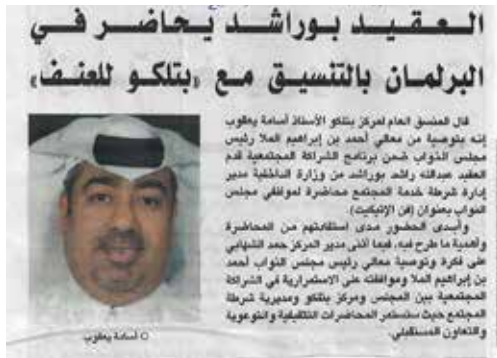 العقيد بوراشد يحاضر في
البرلمان بالتنسيق مع «بتلكو للعنف»
قال المنسق العام لمركز بتلكو الأستاذ أسامة يعقوب
إنه بتوصية من معالي أحمد بن إبراهيم الملا رئيس
مجلس النواب ضمن برنامج الشراكة المجتمعية قدم
العقيد عبدالله راشد بوراشد من وزارة الداخلية مدير
إدارة شرطة خدمة المجتمع محاضرة لموظفي مجلس
النواب بعنوان (فن الإتيكيت)
وأبدى الحضور مدى إستفادتهم من المحاضرة
وأهمية ما طرح فيه، فيما أثنى مدير المركز حمد الشهابي
على فكرة وتوصية معالي رئيس مجلس النواب أحمد
بن إبراهيم الملا وموافقته على الاستمرارية في الشراكة
المجتمعية بين المجلس ومركز بتلكو ومديرية شرطة
المجتمع حيث ستستمر المحاضرات التثقيفية والتوعوية
والتعاون المستقبلي.
أسامة يعقوب